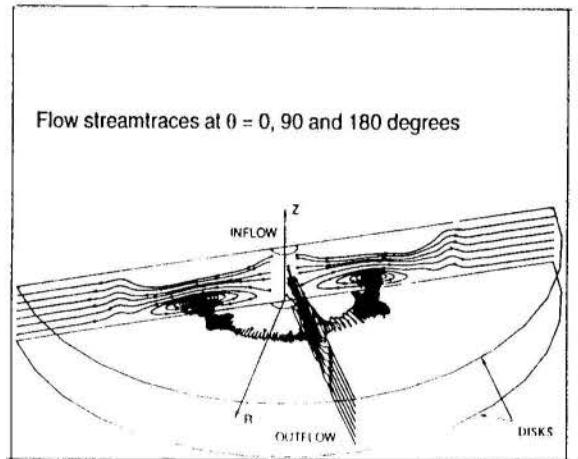 Flow streamtraces at θ = 0, 90 and 180 degrees
Z
INFLOW
R
OUTFLOW
DISKS